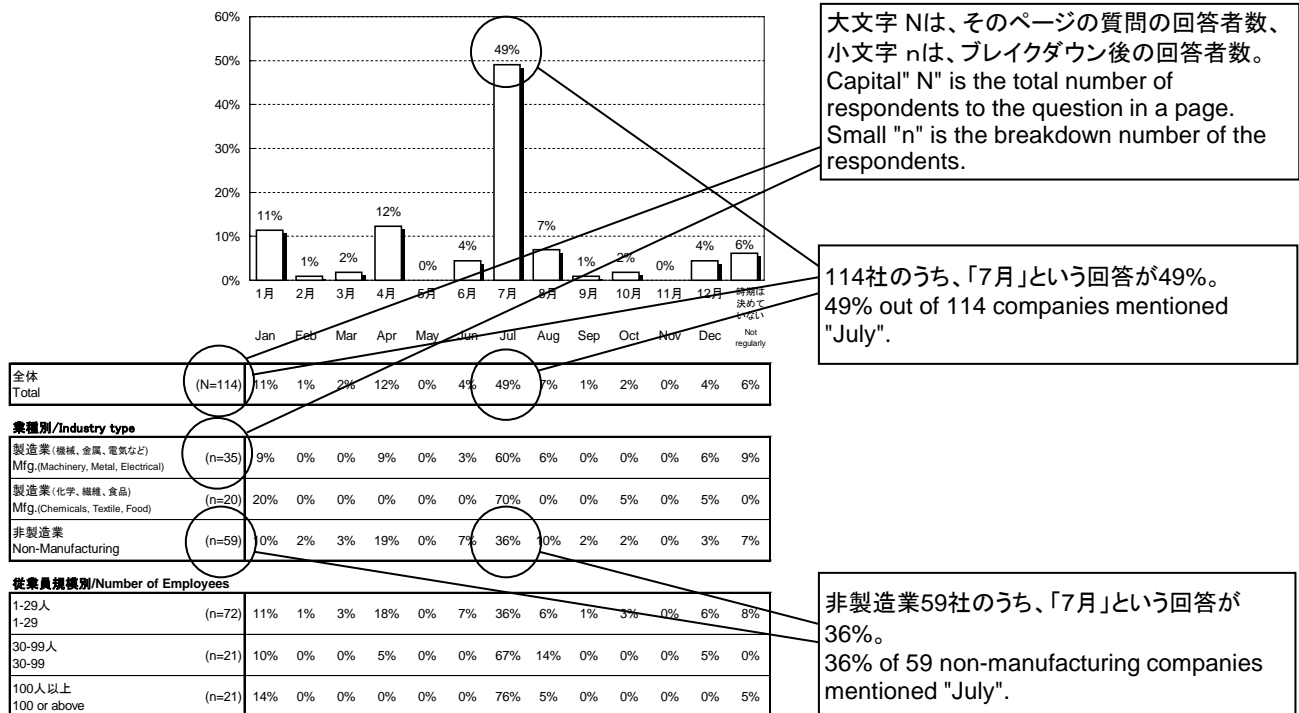 60%
50%
40%
30%
20%
10%
0%
11%
1%
2%
12%
0%
4%
49%
7%
1%
2%
0%
4%
6%
1月 2月 3月 4月 5月 6月 7月 8月 9月 10月 11月 12月 時期は
決めて
いない
Jan Feb Mar Apr May Jun Jul Aug Sep Oct Nov Dec Not
regularly
全体
Total (N=114) 11% 1% 2% 12% 0% 4% 49% 7% 1% 2% 0% 4% 6%
業種別/Industry type
製造業(機械、金属、電気など)
Mfg.(Machinery, Metal, Electrical) (n=35) 9% 0% 0% 9% 0% 3% 60% 6% 0% 0% 0% 6% 9%
製造業(化学、繊維、食品)
Mfg.(Chemicals, Textile, Food) (n=20) 20% 0% 0% 0% 0% 0% 70% 0% 0% 5% 0% 5% 0%
非製造業
Non-Manufacturing (n=59) 10% 2% 3% 19% 0% 7% 36% 10% 2% 2% 0% 3% 7%
従業員規模別/Number of Employees
1-29人
1-29 (n=72) 11% 1% 3% 18% 0% 7% 36% 6% 1% 3% 0% 6% 8%
30-99人
30-99 (n=21) 10% 0% 0% 5% 0% 0% 67% 14% 0% 0% 0% 5% 0%
100人以上
100 or above (n=21) 14% 0% 0% 0% 0% 0% 76% 5% 0% 0% 0% 0% 5%
大文字 Nは、そのページの質問の回答者数、
小文字 nは、ブレイクダウン後の回答者数。
Capital" N" is the total number of
respondents to the question in a page.
Small "n" is the breakdown number of the
respondents.
114社のうち、「7月」という回答が49%。
49% out of 114 companies mentioned
"July".
非製造業59社のうち、「7月」という回答が
36%。
36% of 59 non-manufacturing companies
mentioned "July".